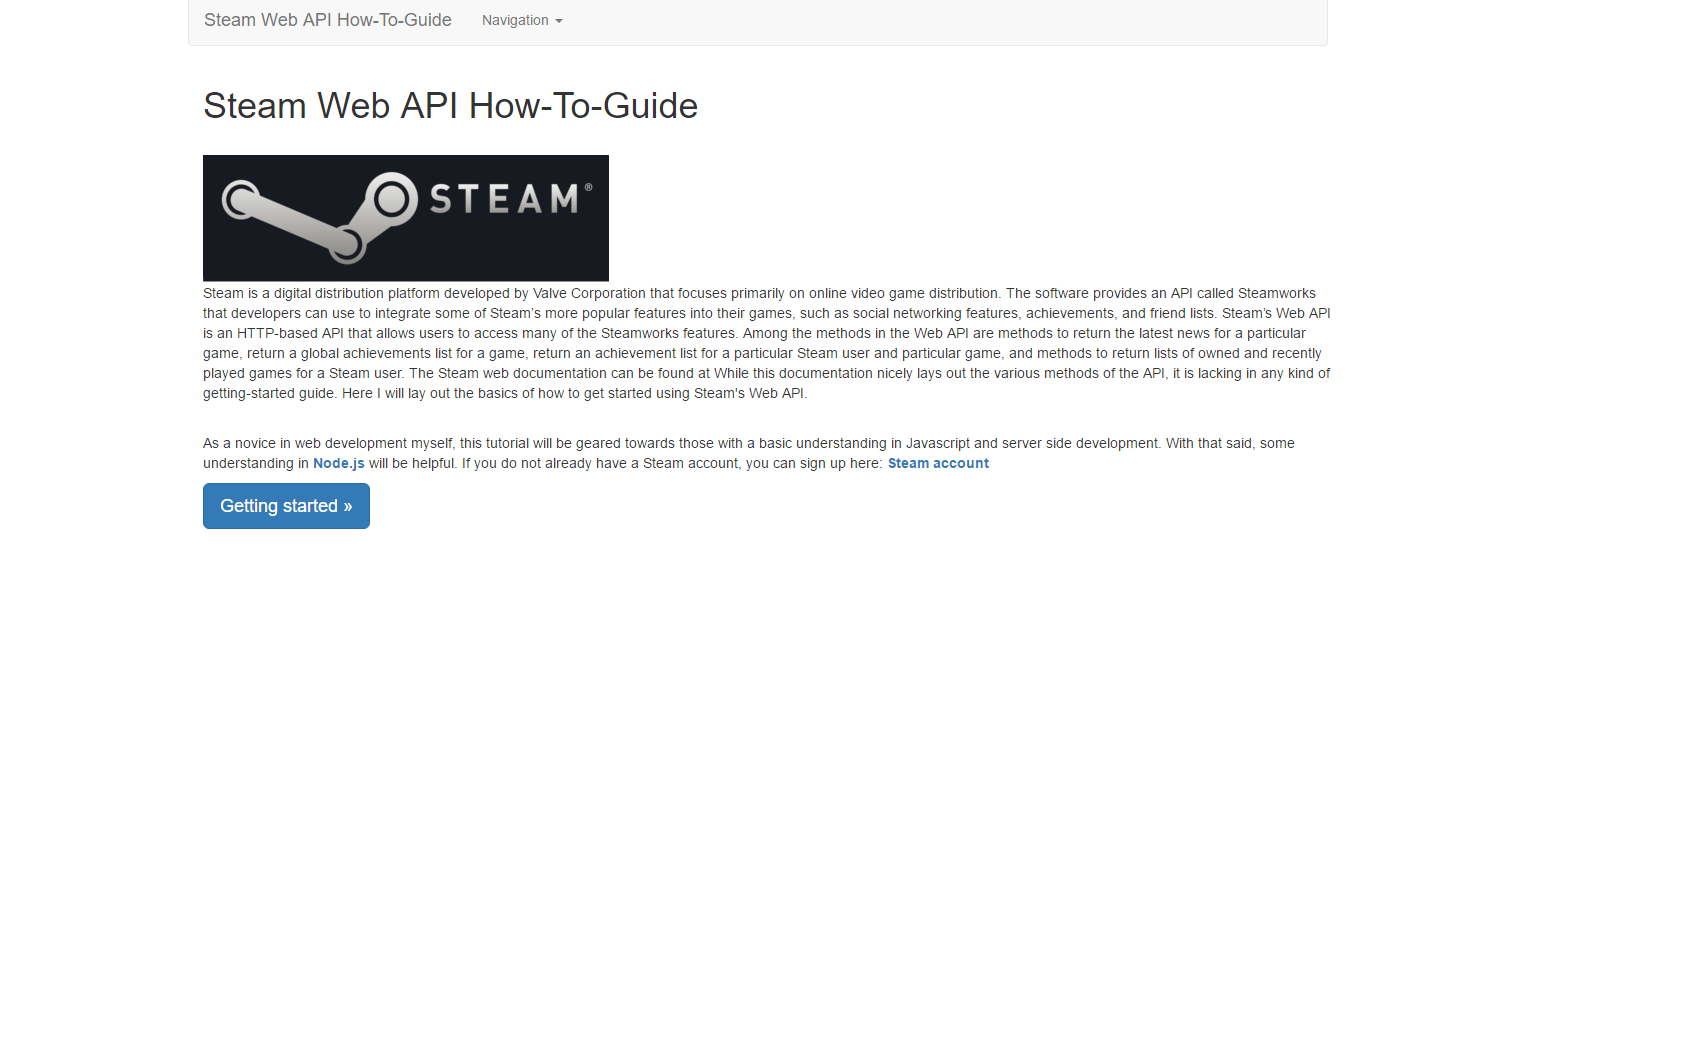 Steam Web API How-To-Guide Navigation
Steam Web API How-To-Guide
STEAM®
Steam is a digital distribution platform developed by Valve Corporation that focuses primarily on online video game distribution. The software provides an API called Steamworks
that developers can use to integrate some of Steam’s more popular features into their games, such as social networking features, achievements, and friend lists. Steam’s Web API
is an HTTP-based API that allows users to access many of the Steamworks features. Among the methods in the Web API are methods to return the latest news for a particular
game, return a global achievements list for a game, return an achievement list for a particular Steam user and particular game, and methods to return lists of owned and recently
played games for a Steam user. The Steam web documentation can be found at While this documentation nicely lays out the various methods of the API, it is lacking in any kind of
getting-started guide. Here I will lay out the basics of how to get started using Steam's Web API.
As a novice in web development myself, this tutorial will be geared towards those with a basic understanding in Javascript and server side development. With that said, some
understanding in Node.js will be helpful. If you do not already have a Steam account, you can sign up here: Steam account
Getting started »